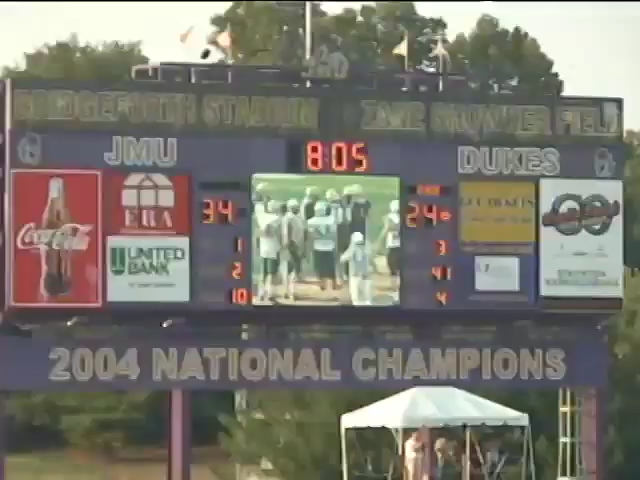 BRIDGEFORTH STADIUM ZANE SHOWKER FIELD
JMU 8:05 DUKES
Coca-Cola
ERA
UNITED
BANK
34 24
1 3
2 41
10 4
2004 NATIONAL CHAMPIONS